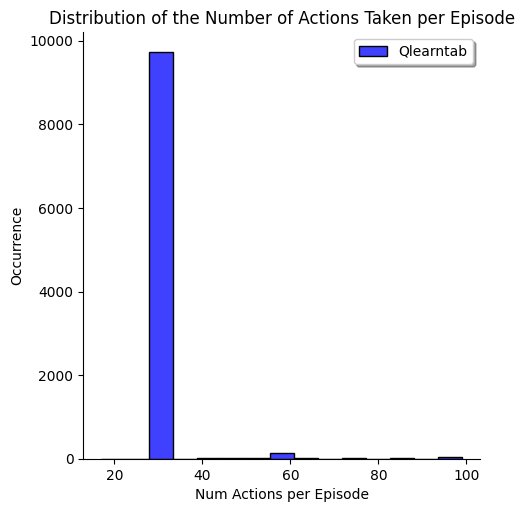 Distribution of the Number of Actions Taken per Episode
Qlearntab
10000
8000
6000
4000
2000
0
Occurrence
20 40 60 80 100
Num Actions per Episode